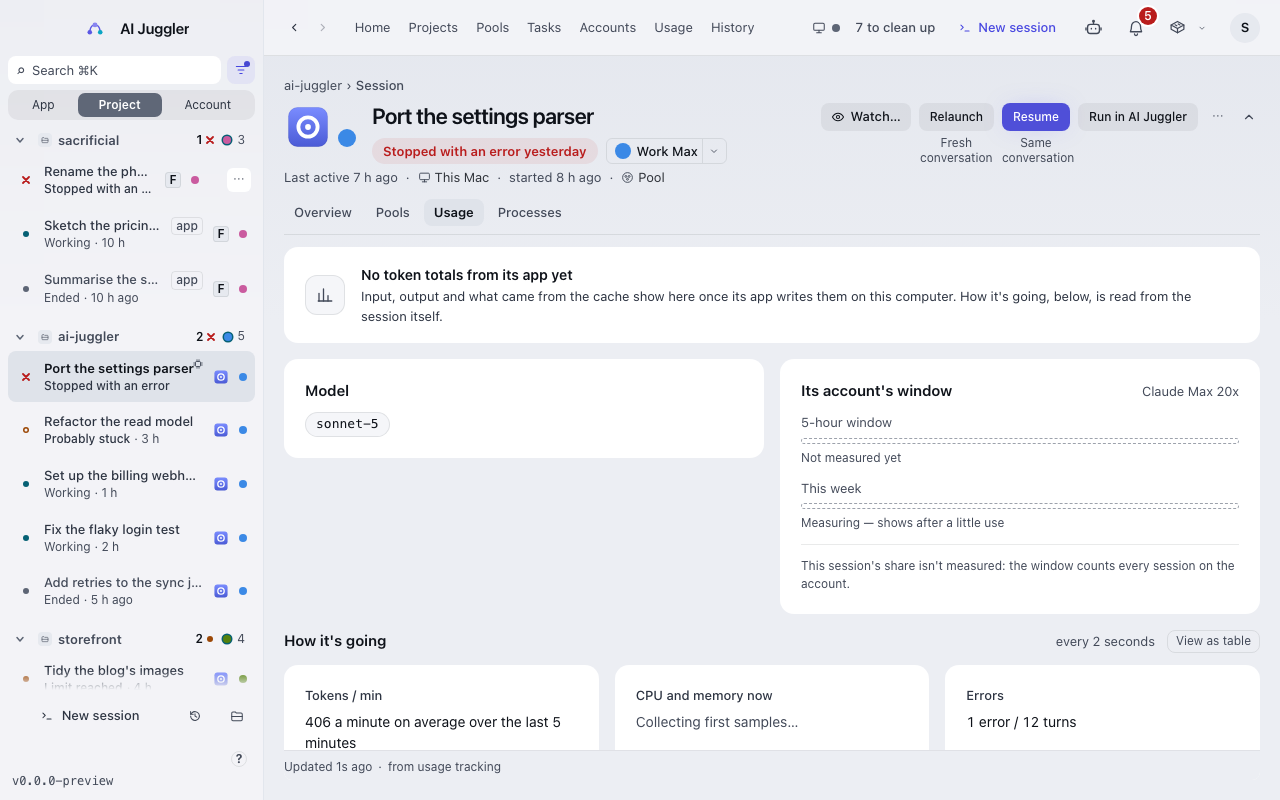 AI Juggler
Search ⌘K
App Project Account
sacrificial 1 3
Rename the ph... F
Stopped with an ...
Sketch the pricin... app F
Working · 10 h
Summarise the s... app F
Ended · 10 h ago
ai-juggler 2 5
Port the settings parser
Stopped with an error
Refactor the read model
Probably stuck · 3 h
Set up the billing webh...
Working · 1 h
Fix the flaky login test
Working · 2 h
Add retries to the sync j...
Ended · 5 h ago
storefront 2 4
Tidy the blog's images
Limit reached · 4 h
New session
?
v0.0.0-preview
Home Projects Pools Tasks Accounts Usage History
7 to clean up
New session
5
S
ai-juggler › Session
Port the settings parser
Stopped with an error yesterday
Work Max
Watch... Relaunch Resume Run in AI Juggler ...
Fresh conversation
Same conversation
Last active 7 h ago · This Mac · started 8 h ago · Pool
Overview Pools Usage Processes
No token totals from its app yet
Input, output and what came from the cache show here once its app writes them on this computer. How it's going, below, is read from the
session itself.
Model
sonnet-5
Its account's window Claude Max 20x
5-hour window
Not measured yet
This week
Measuring — shows after a little use
This session's share isn't measured: the window counts every session on the
account.
How it's going every 2 seconds View as table
Tokens / min
406 a minute on average over the last 5
minutes
CPU and memory now
Collecting first samples...
Errors
1 error / 12 turns
Updated 1s ago · from usage tracking